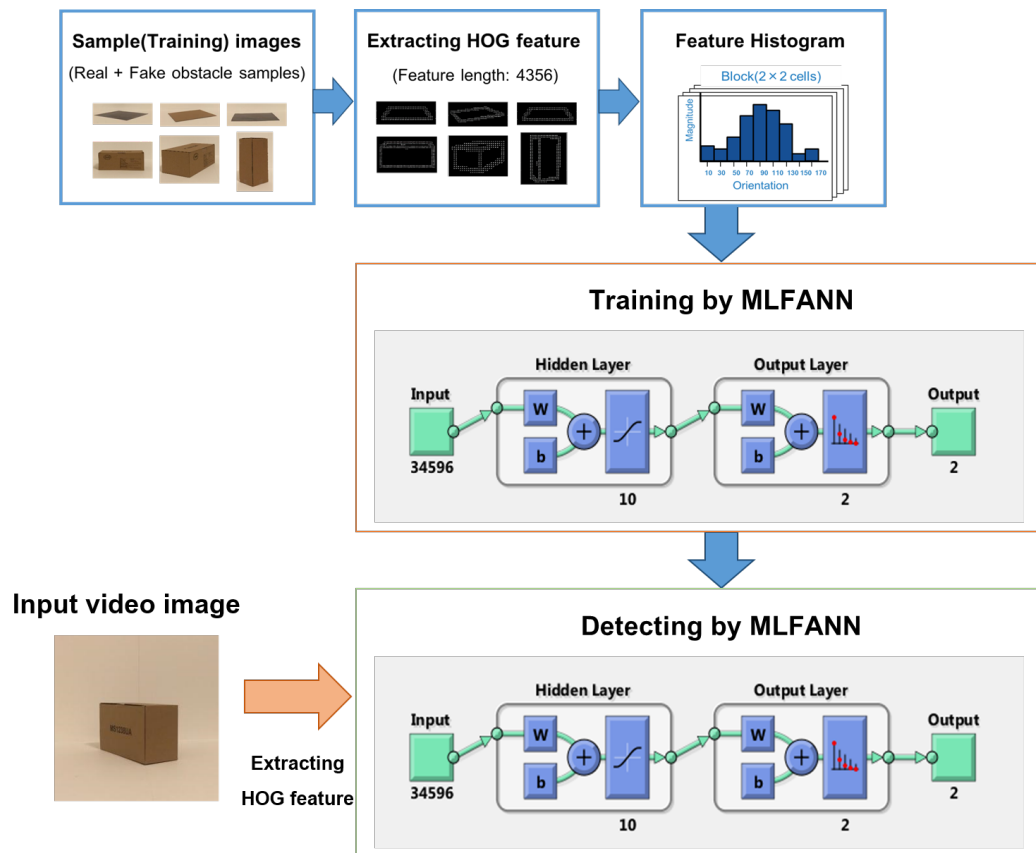 Sample(Training) images
(Real + Fake obstacle samples)
Extracting HOG feature
(Feature length: 4356)
Feature Histogram
Block(2×2 cells)
Magnitude
10 30 50 70 90 110 130 150 170
Orientation
Training by MLFANN
Hidden Layer
Output Layer
Input
W
b
+
W
b
+
Output
34596
10
2
2
Input video image
Extracting
HOG feature
Detecting by MLFANN
Hidden Layer
Output Layer
Input
W
b
+
W
b
+
Output
34596
10
2
2